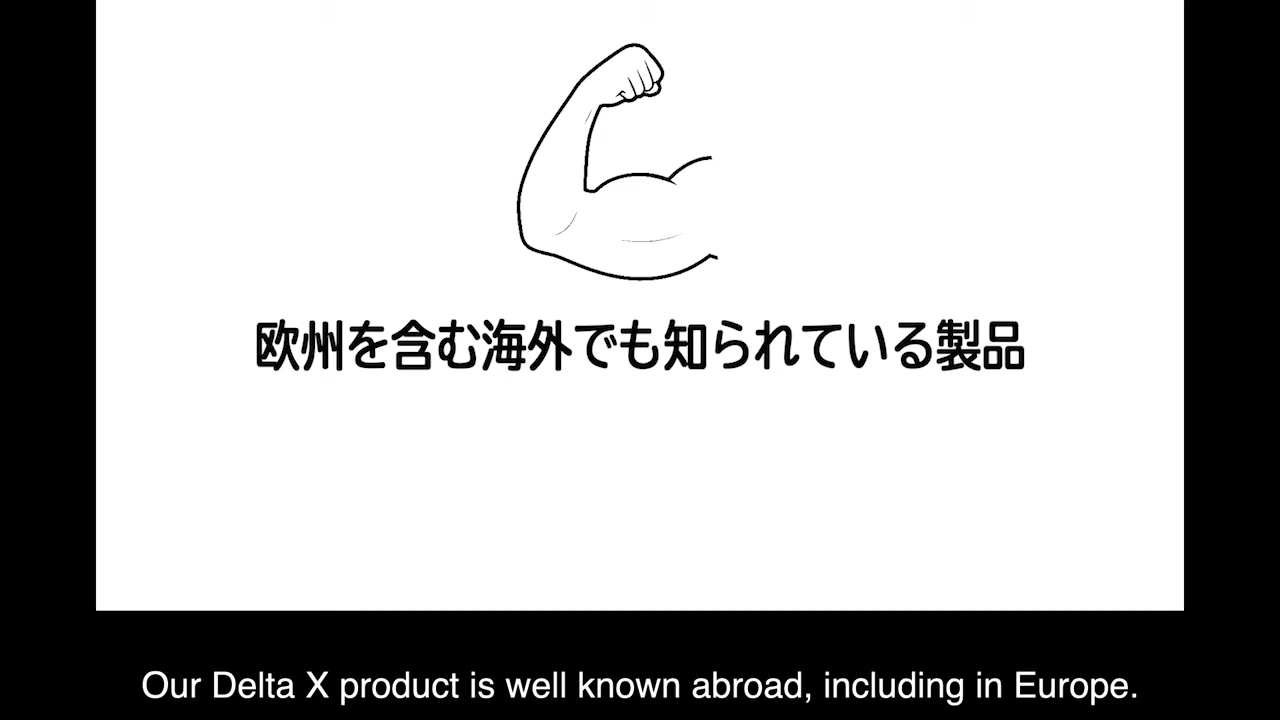 欧州を含む海外でも知られている製品
Our Delta X product is well known abroad, including in Europe.